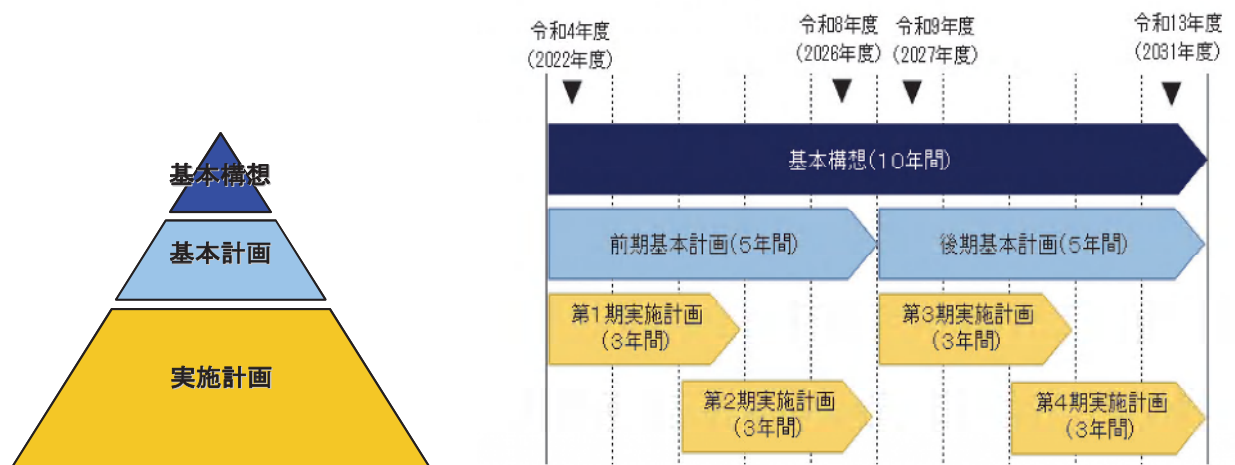 基本構想
基本計画
実施計画
令和4年度
(2022年度)
令和8年度
(2026年度)
令和9年度
(2027年度)
令和13年度
(2031年度)
基本構想(10年間)
前期基本計画(5年間)
後期基本計画(5年間)
第1期実施計画
(3年間)
第3期実施計画
(3年間)
第2期実施計画
(3年間)
第4期実施計画
(3年間)